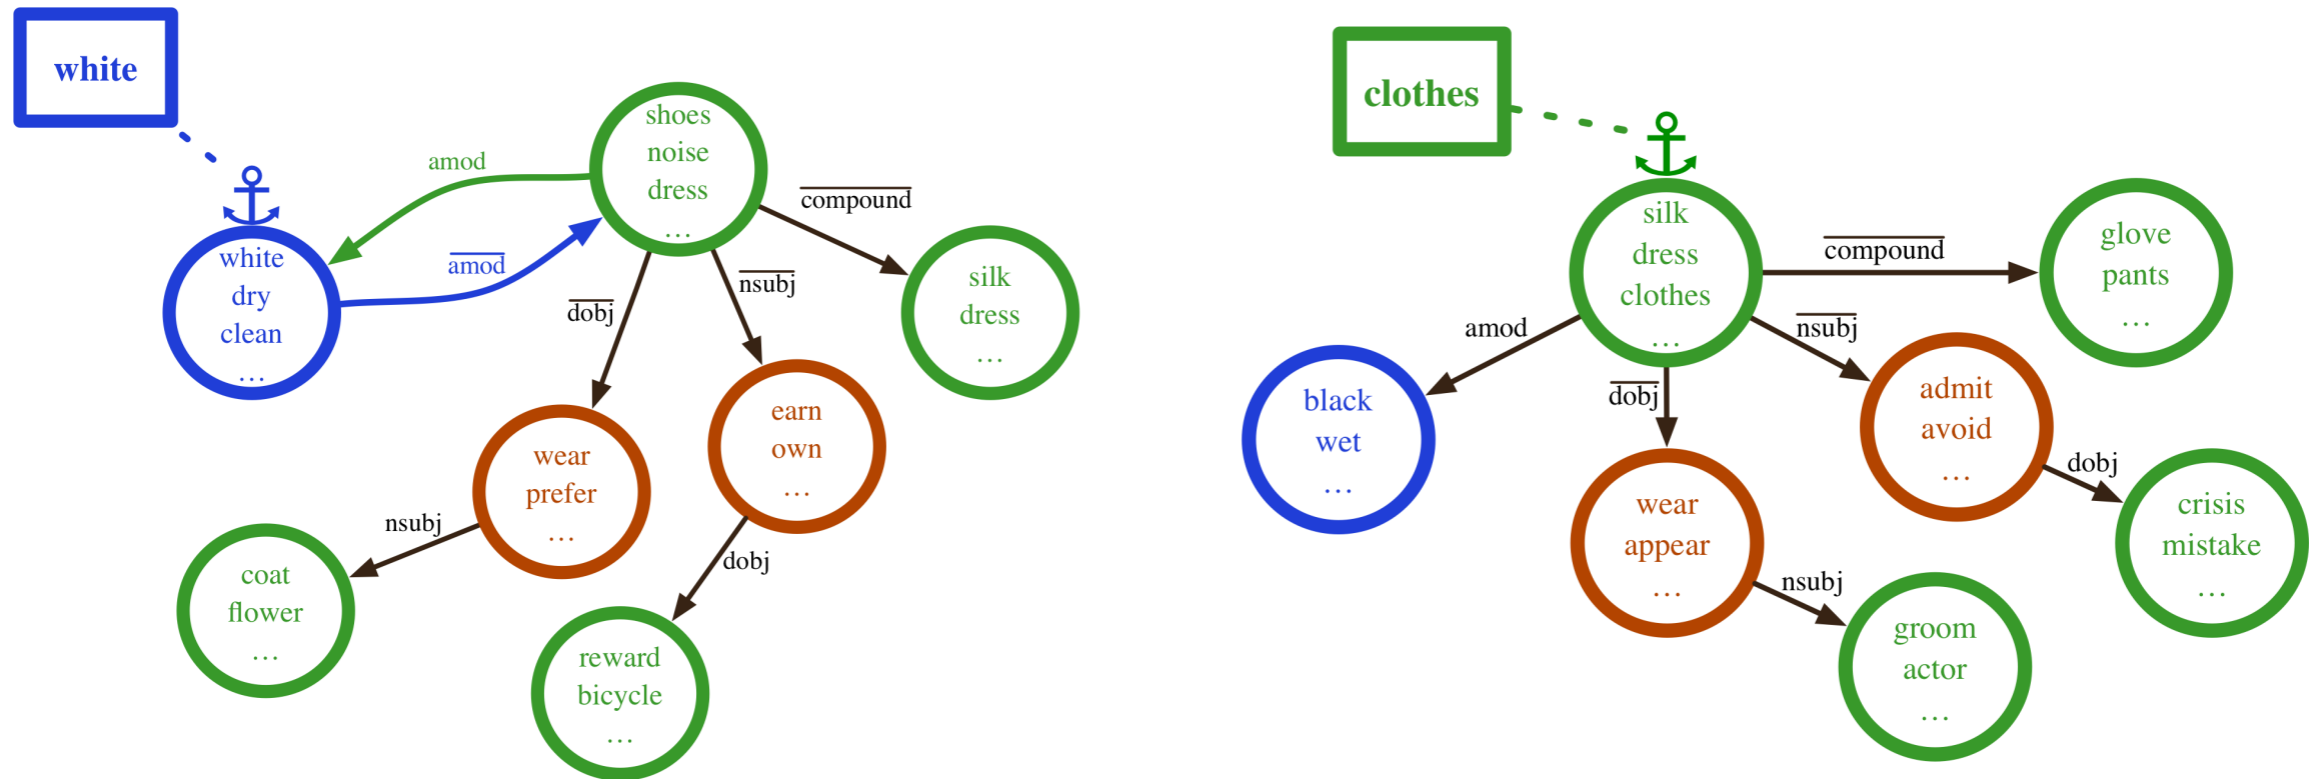 white
amod
white
dry
clean
…
amod
shoes
noise
dress
…
compound
silk
dress
…
dobj
nsubj
wear
prefer
…
earn
own
…
nsubj
dobj
coat
flower
…
reward
bicycle
…
clothes
silk
dress
clothes
…
compound
glove
pants
…
amod
nsubj
dobj
black
wet
…
admit
avoid
…
wear
appear
…
dobj
crisis
mistake
…
nsubj
groom
actor
…